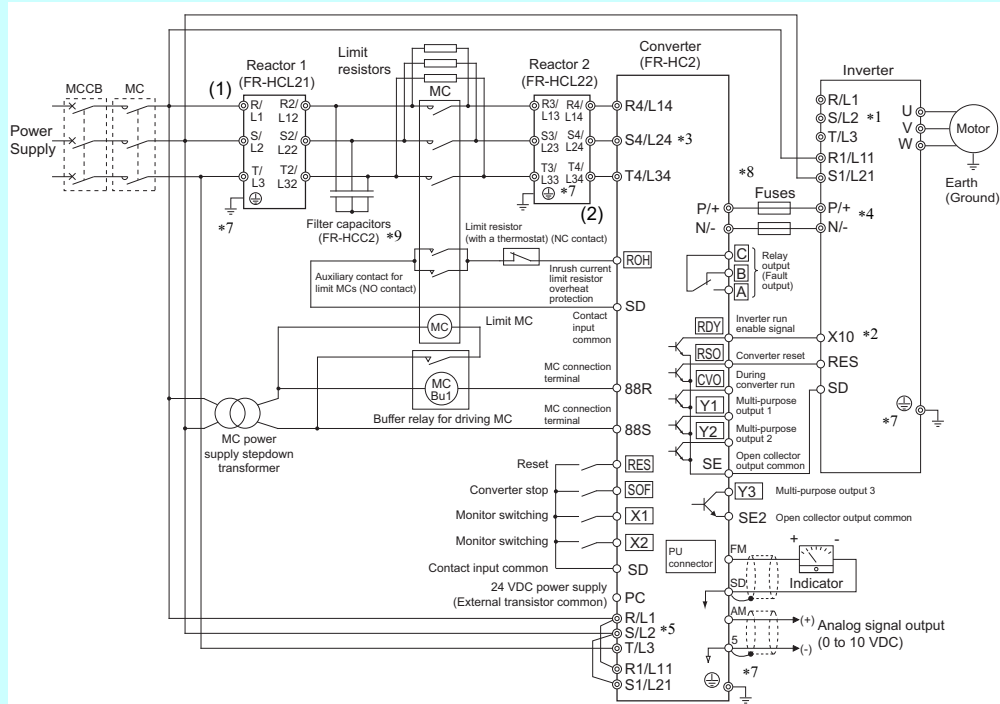 MCCB
MC
Power
Supply
(1)
Reactor 1
(FR-HCL21)
R/
L1
R2/
L12
S/
L2
S2/
L22
T/
L3
T2/
L32
*7
Limit
resistors
MC
Filter capacitors
(FR-HCC2) *9
Reactor 2
(FR-HCL22)
R3/
L13
R4/
L14
S3/
L23
S4/
L24
T3/
L33
T4/
L34
*7
(2)
Converter
(FR-HC2)
R4/L14
S4/L24 *3
T4/L34
*8
Fuses
P/+
N/-
P/+
N/-
*4
Inverter
R/L1
S/L2 *1
T/L3
R1/L11
S1/L21
U
V
W
Motor
Earth
(Ground)
Limit resistor
(with a thermostat) (NC contact)
Auxiliary contact for
limit MCs (NO contact)
Inrush current
limit resistor
overheat
protection
ROH
SD
Contact
input
common
MC
Limit MC
MC
Bu1
Buffer relay for driving MC
MC connection
terminal
88R
MC connection
terminal
88S
MC power
supply stepdown
transformer
C
B
A
Relay
output
(Fault
output)
RDY
Inverter run
enable signal
X10 *2
RSO
Converter reset
RES
CVO
During
converter run
SD
Y1
Multi-purpose
output 1
Y2
Multi-purpose
output 2
SE
Open collector
output common
*7
Y3
Multi-purpose output 3
SE2
Open collector output common
Reset
RES
Converter stop
SOF
Monitor switching
X1
Monitor switching
X2
Contact input common
SD
24 VDC power supply
(External transistor common)
PC
PU
connector
FM
+
-
Indicator
SD
AM
(+)
5
(-)
Analog signal output
(0 to 10 VDC)
R/L1
S/L2 *5
T/L3
R1/L11
S1/L21
*7